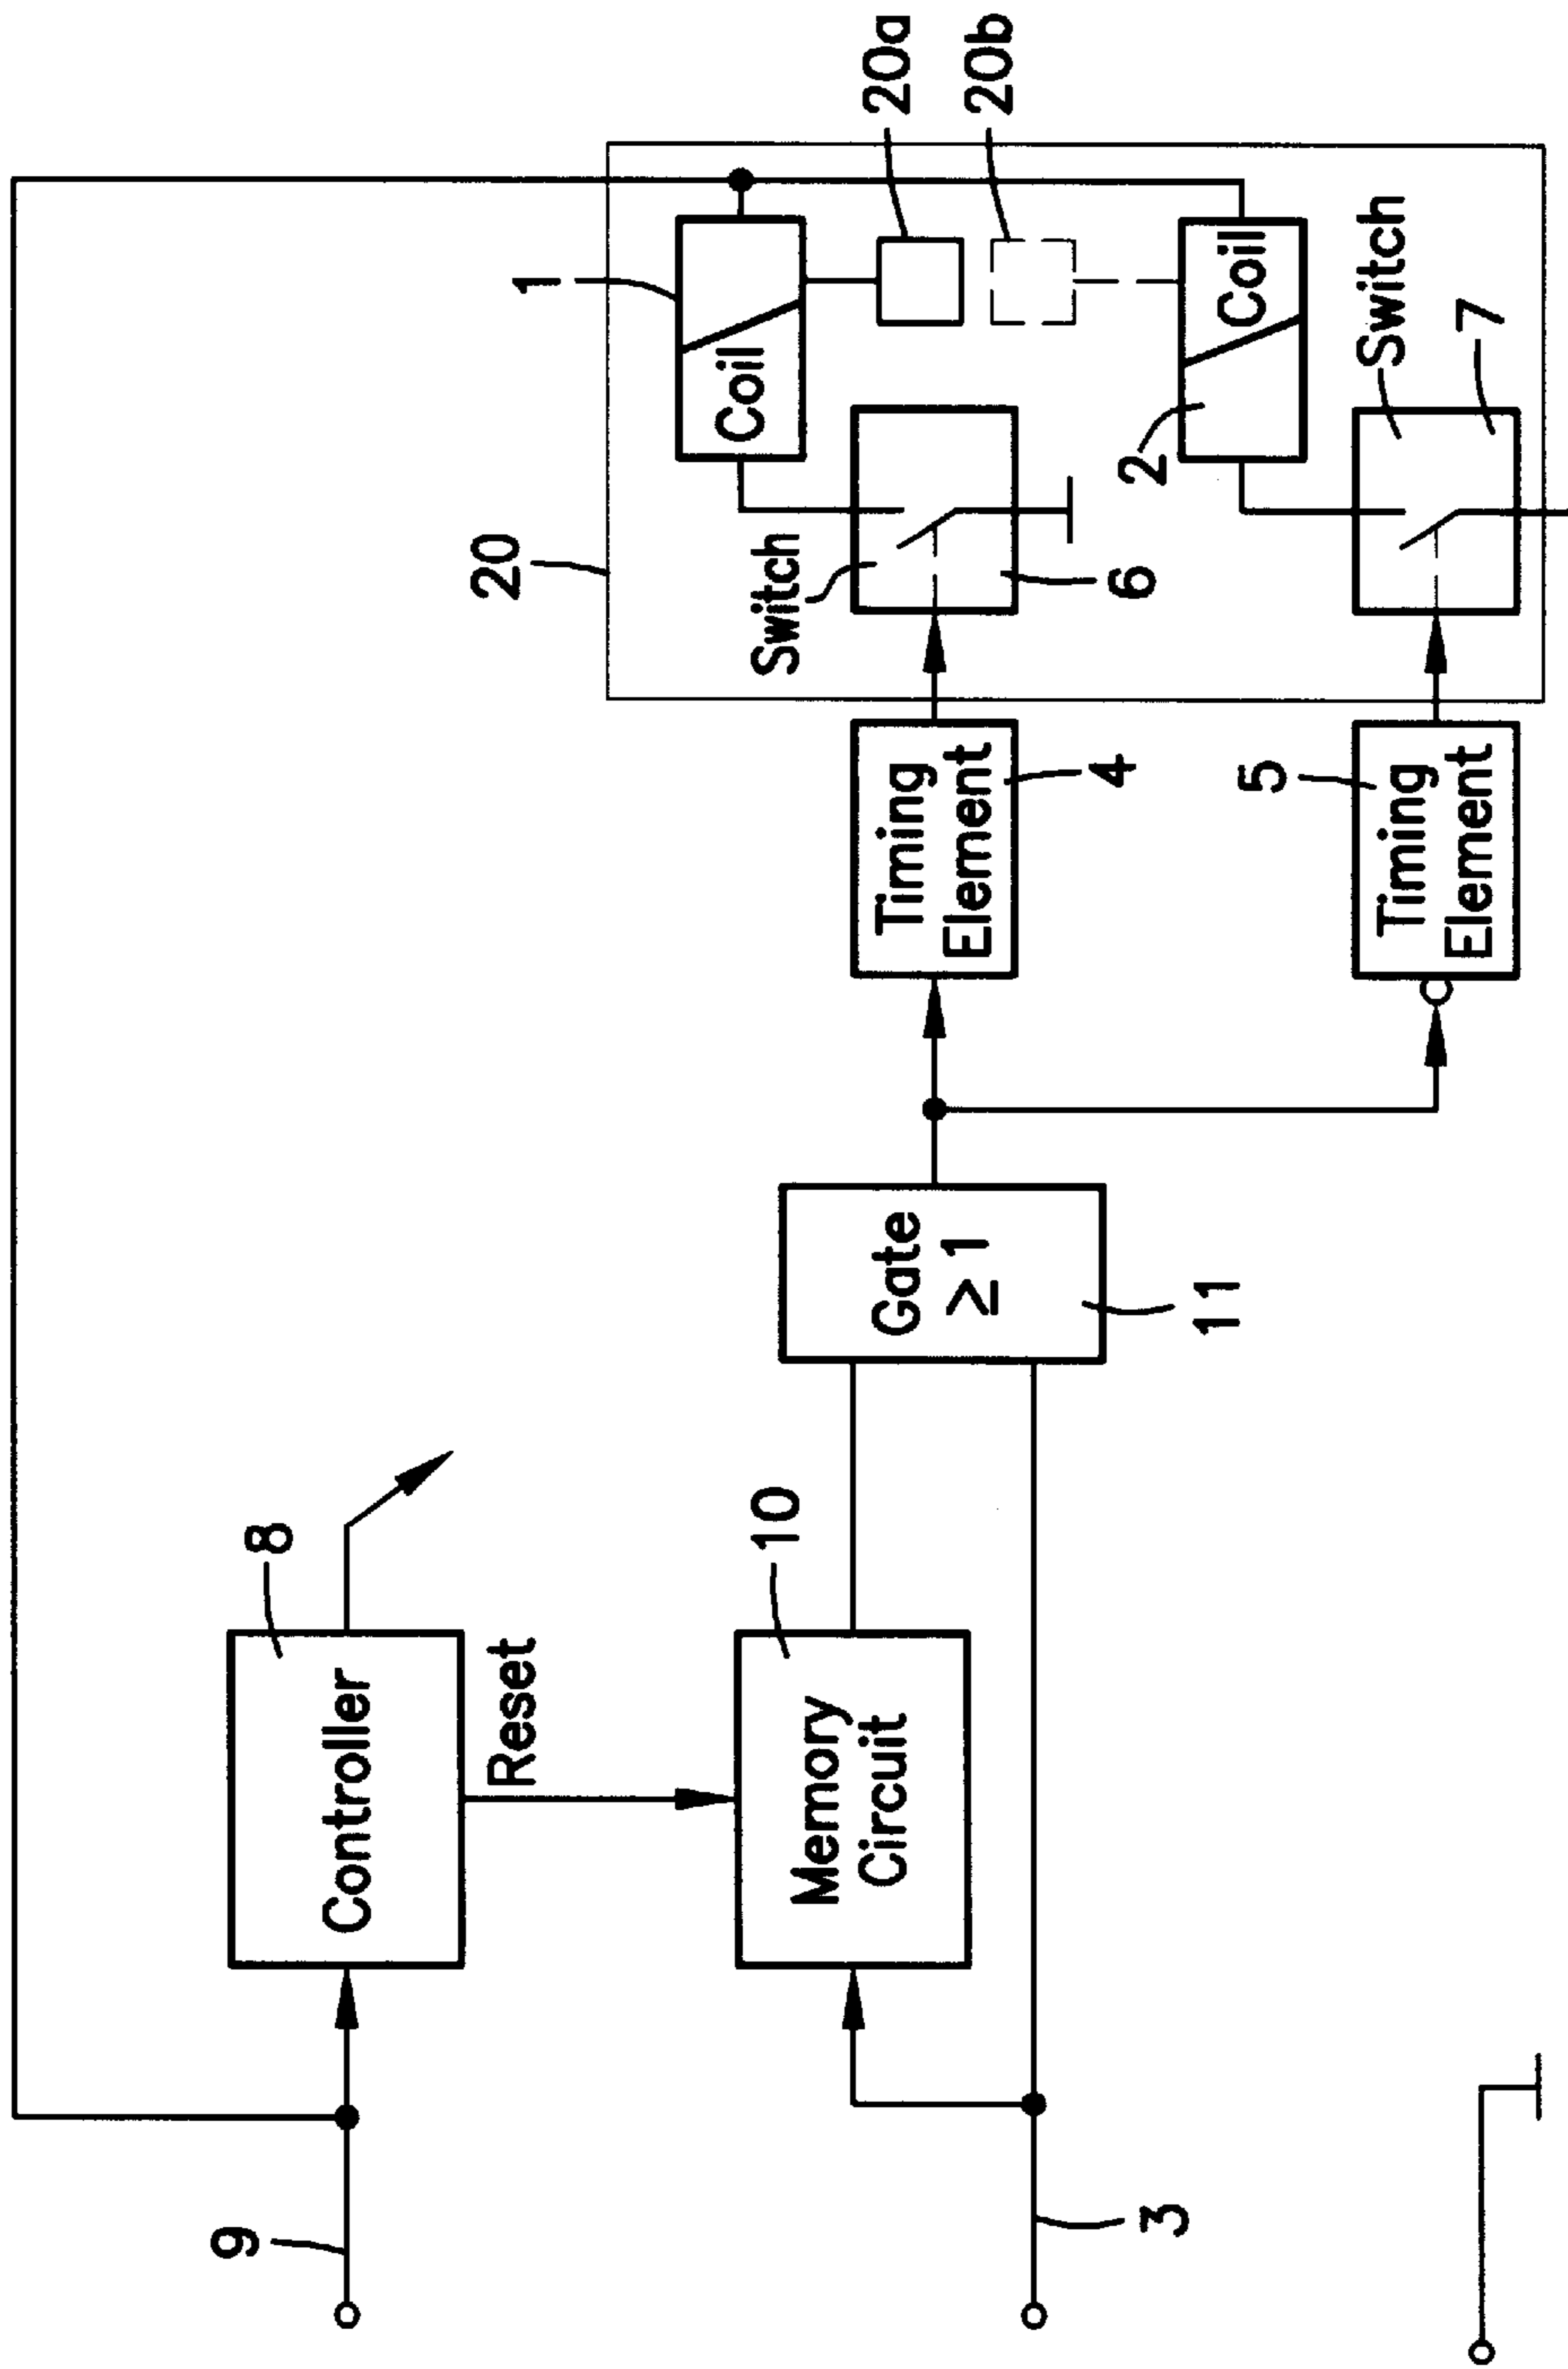 9
Controller
8
Reset
Memory
Circuit
10
3
Gate
≥1
11
Timing
Element
4
5
Timing
Element
20
Switch
6
Coil
1
20a
20b
2
Coil
Switch
7